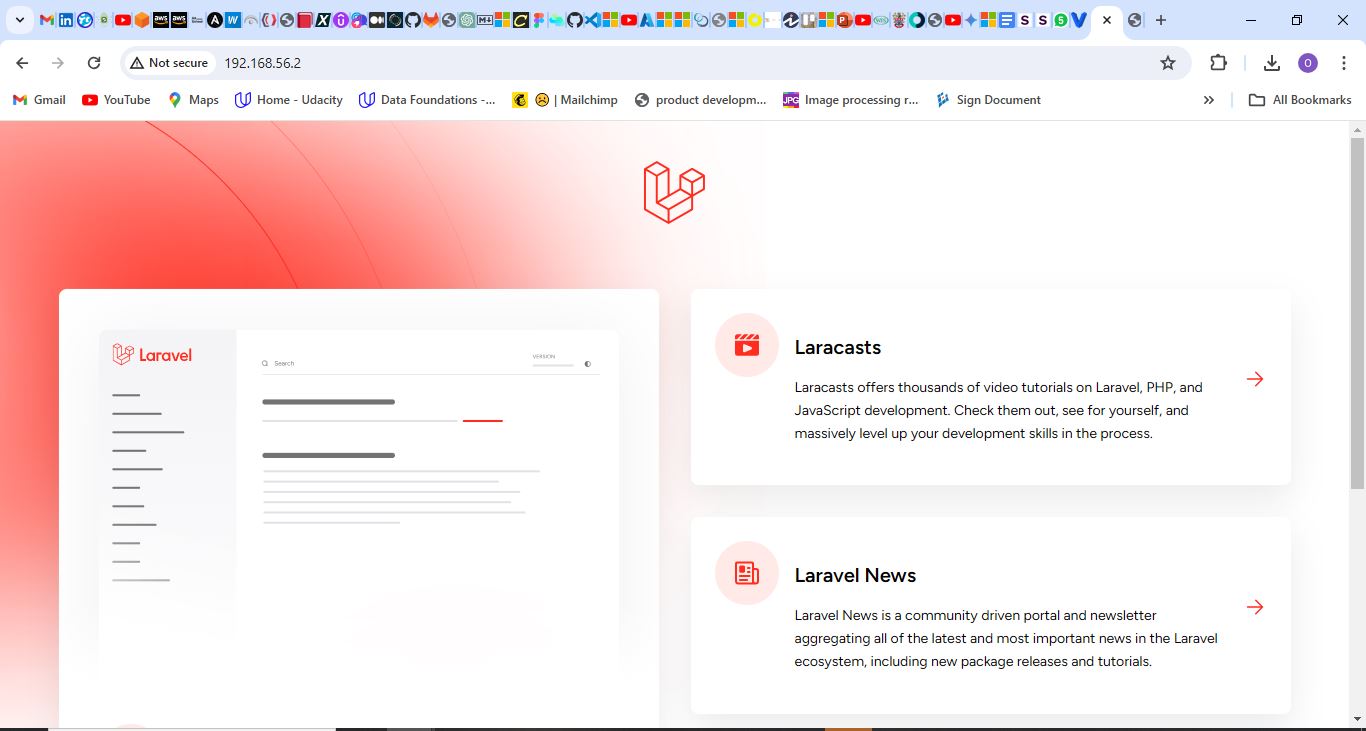 Not secure
192.168.56.2
O
Gmail
YouTube
Maps
Home - Udacity
Data Foundations -...
| Mailchimp
product developm...
JPG
Image processing r...
Sign Document
All Bookmarks
Laravel
Search
VERSION
Laracasts
Laracasts offers thousands of video tutorials on Laravel, PHP, and
JavaScript development. Check them out, see for yourself, and
massively level up your development skills in the process.
Laravel News
Laravel News is a community driven portal and newsletter
aggregating all of the latest and most important news in the Laravel
ecosystem, including new package releases and tutorials.